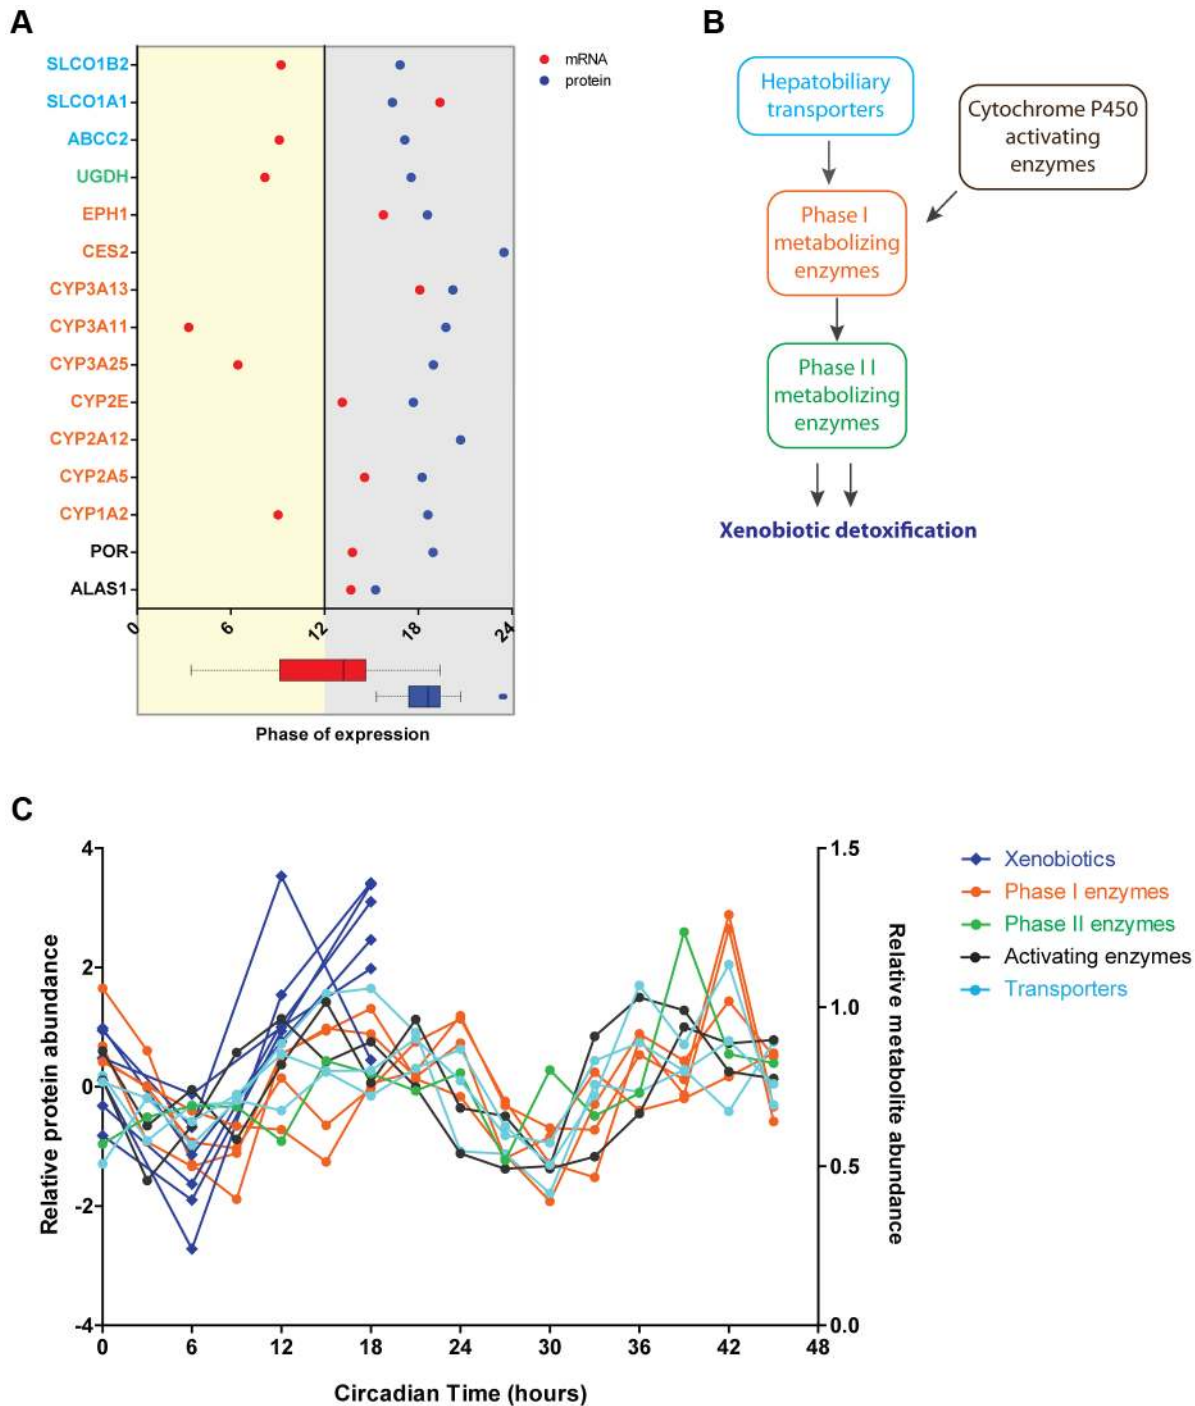 A
SLCO1B2
SLCO1A1
ABCC2
UGDH
EPH1
CES2
CYP3A13
CYP3A11
CYP3A25
CYP2E
CYP2A12
CYP2A5
CYP1A2
POR
ALAS1
0 6 12 18 24
Phase of expression
mRNA
protein
B
Hepatobiliary
transporters
Cytochrome P450
activating
enzymes
Phase I
metabolizing
enzymes
Phase I I
metabolizing
enzymes
Xenobiotic detoxification
C
Relative protein abundance
4
2
0
-2
-4
0 6 12 18 24 30 36 42 48
Circadian Time (hours)
1.5
1.0
0.5
0.0
Relative metabolite abundance
Xenobiotics
Phase I enzymes
Phase II enzymes
Activating enzymes
Transporters